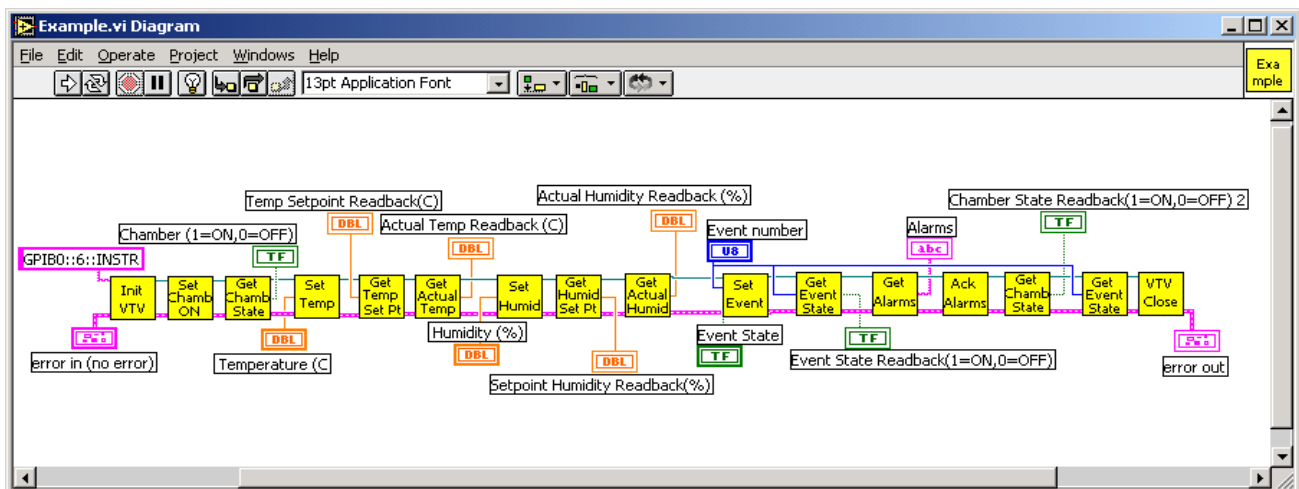 Example.vi Diagram
File Edit Operate Project Windows Help
13pt Application Font
Exa
mple
Temp Setpoint Readback(C)
Actual Humidity Readback (%)
Chamber State Readback(1=ON,0=OFF) 2
Chamber (1=ON,0=OFF)
DBL
Actual Temp Readback (C)
DBL
Event number
Alarms
TF
GPIB0::6::INSTR
TF
DBL
U8
abc
Init
VTV
Set
Chamb
ON
Get
Chamb
State
Set
Temp
Get
Temp
Set Pt
Get
Actual
Temp
Set
Humid
Get
Humid
Set Pt
Get
Actual
Humid
Set
Event
Get
Event
State
Get
Alarms
Ack
Alarms
Get
Chamb
State
Get
Event
State
VTV
Close
error in (no error)
DBL
Temperature (C
Humidity (%)
DBL
DBL
Setpoint Humidity Readback(%)
Event State
TF
TF
Event State Readback(1=ON,0=OFF)
error out